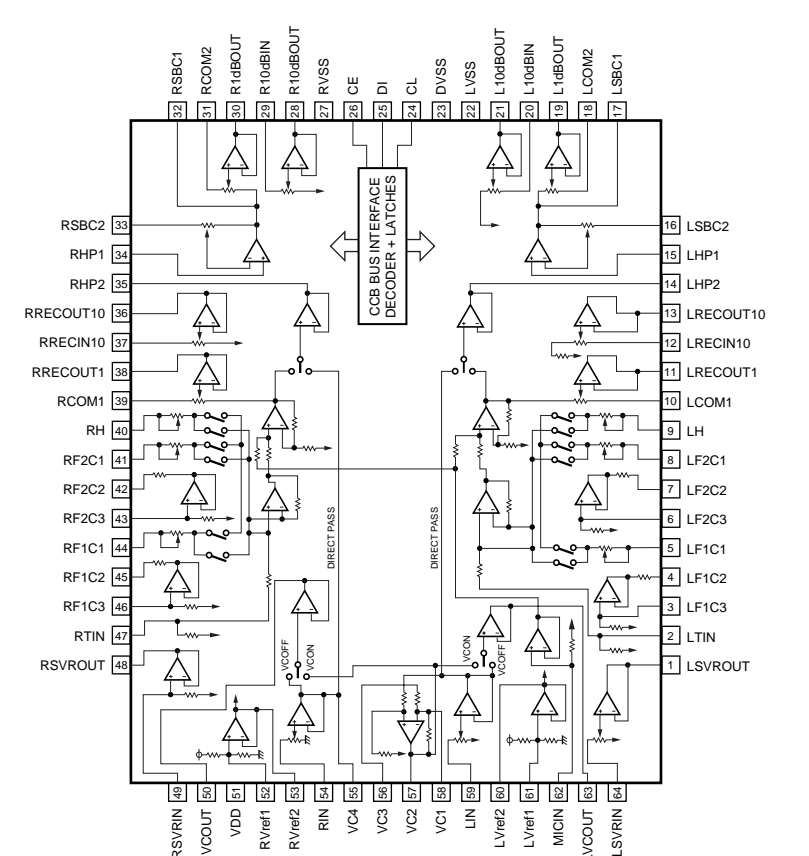 RSBC1
RCOM2
R1dBOUT
R10dBIN
R10dBOUT
RVSS
CE
DI
CL
DVSS
LVSS
L10dBOUT
L10dBIN
L1dBOUT
LCOM2
LSBC1
32
31
30
29
28
27
26
25
24
23
22
21
20
19
18
17
CCB BUS INTERFACE
DECODER + LATCHES
RSBC2 33
RHP1 34
RHP2 35
RRECOUT10 36
RRECIN10 37
RRECOUT1 38
RCOM1 39
RH 40
RF2C1 41
RF2C2 42
RF2C3 43
RF1C1 44
RF1C2 45
RF1C3 46
RTIN 47
RSVROUT 48
16 LSBC2
15 LHP1
14 LHP2
13 LRECOUT10
12 LRECIN10
11 LRECOUT1
10 LCOM1
9 LH
8 LF2C1
7 LF2C2
6 LF2C3
5 LF1C1
4 LF1C2
3 LF1C3
2 LTIN
1 LSVROUT
DIRECT PASS
DIRECT PASS
VCOFF
VCON
VCON
VCOFF
49
50
51
52
53
54
55
56
57
58
59
60
61
62
63
64
RSVRIN
VCOUT
VDD
RVref1
RVref2
RIN
VC4
VC3
VC2
VC1
LIN
LVref2
LVref1
MICIN
LVCOUT
LSVRIN